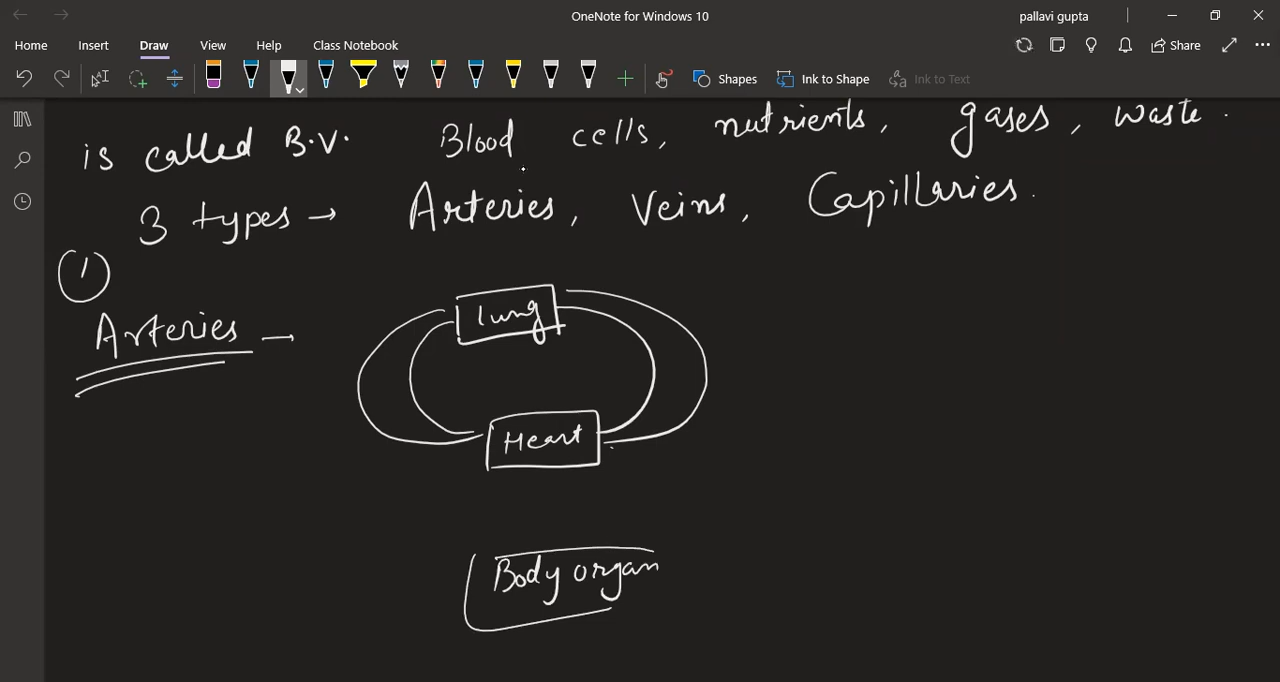 OneNote for Windows 10
pallavi gupta
Home Insert Draw View Help Class Notebook
Share
Shapes Ink to Shape Ink to Text
is called B.V. Blood cells, nutrients, gases, waste.
3 types → Arteries, Veins, Capillaries.
1
Arteries -
lung
Heart
Body organ